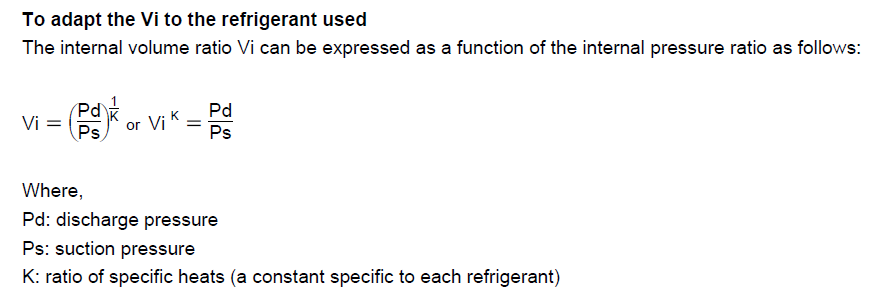 To adapt the Vi to the refrigerant used
The internal volume ratio Vi can be expressed as a function of the internal pressure ratio as follows:
Vi = (Pd/Ps)^(1/K) or Vi^K = Pd/Ps
Where,
Pd: discharge pressure
Ps: suction pressure
K: ratio of specific heats (a constant specific to each refrigerant)